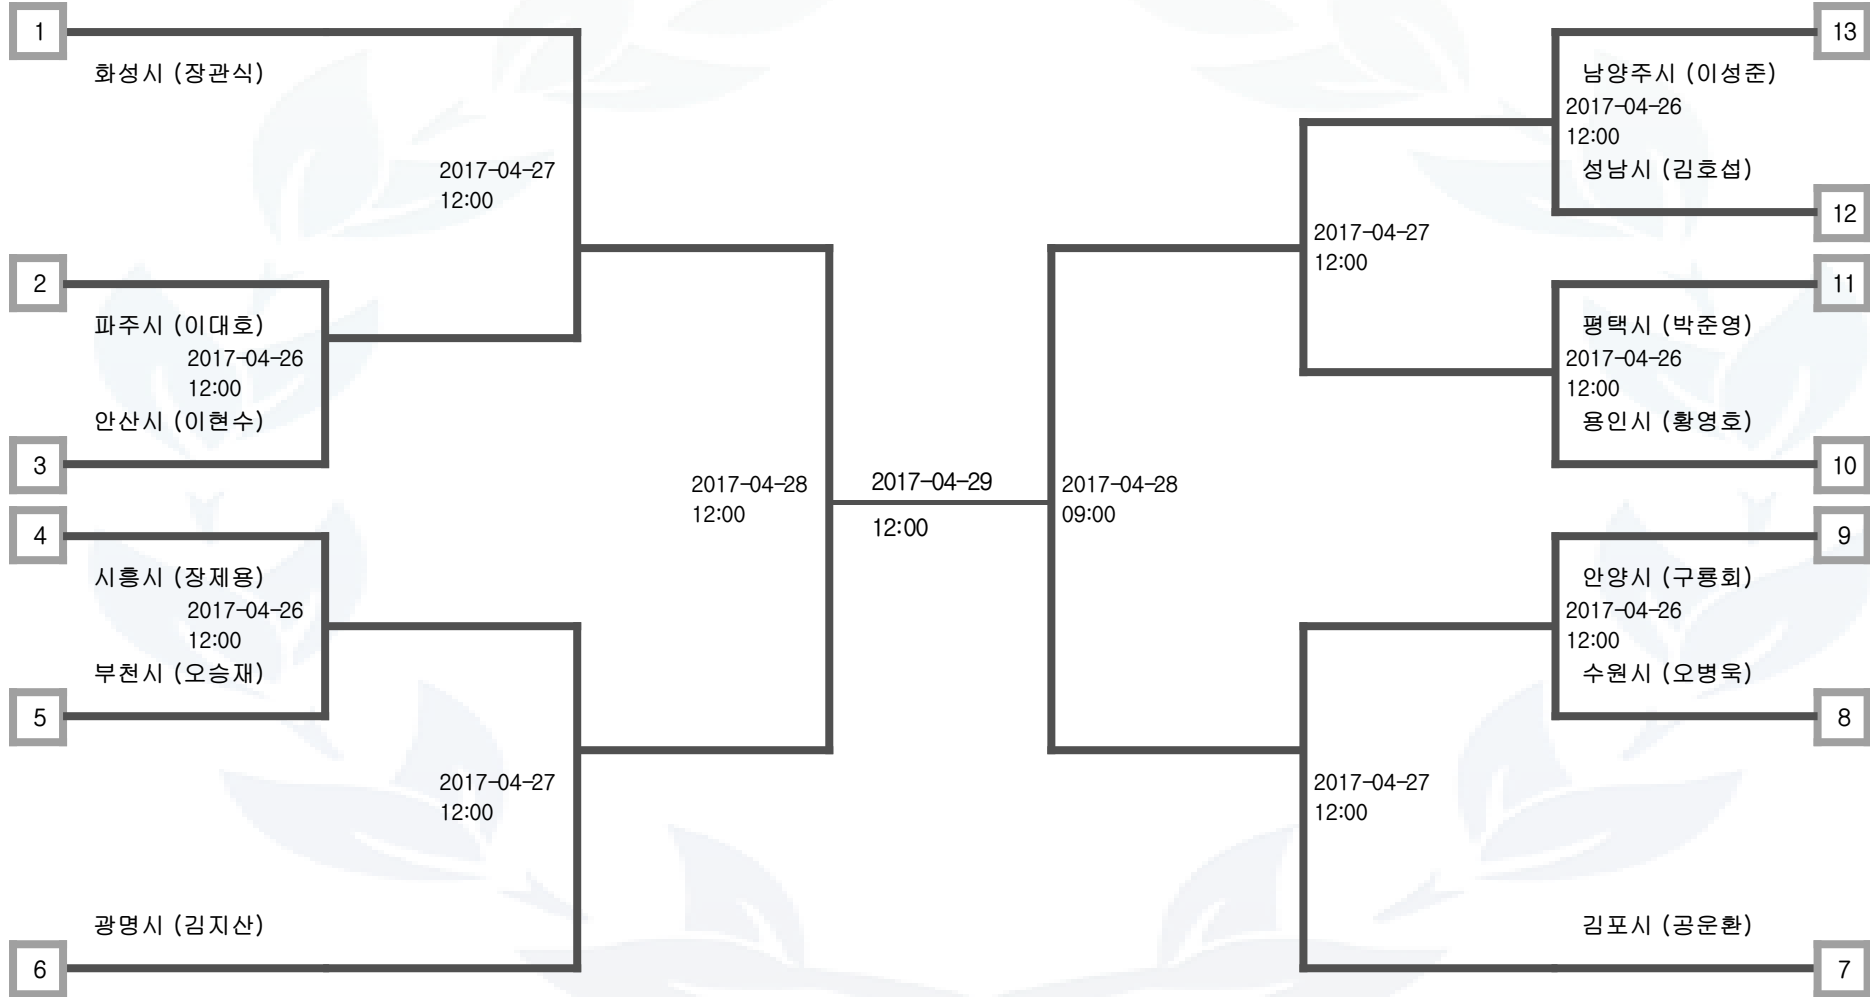 1
화성시 (장관식)
2017-04-27
12:00
2
파주시 (이대호)
2017-04-26
12:00
안산시 (이현수)
3
4
시흥시 (장제용)
2017-04-26
12:00
부천시 (오승재)
5
2017-04-27
12:00
광명시 (김지산)
6
2017-04-28
12:00
2017-04-29
12:00
2017-04-28
09:00
13
남양주시 (이성준)
2017-04-26
12:00
성남시 (김호섭)
12
2017-04-27
12:00
11
평택시 (박준영)
2017-04-26
12:00
용인시 (황영호)
10
9
안양시 (구룡회)
2017-04-26
12:00
수원시 (오병욱)
8
2017-04-27
12:00
김포시 (공운환)
7